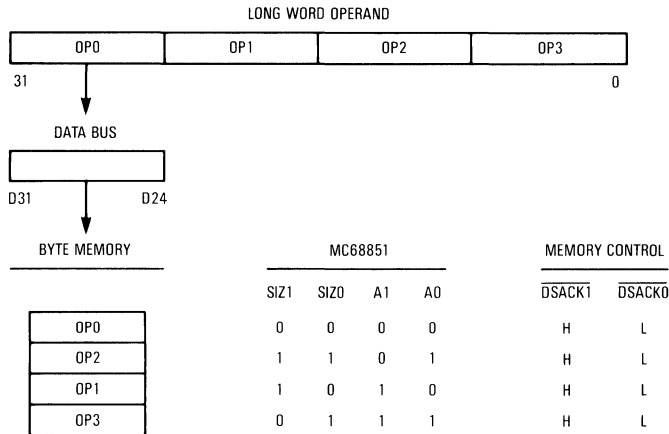 LONG WORD OPERAND
OP0 OP1 OP2 OP3
31 0
DATA BUS
D31 D24
BYTE MEMORY MC68851 MEMORY CONTROL
SIZ1 SIZ0 A1 A0 DSACK1 DSACK0
OP0 0 0 0 0 H L
OP2 1 1 0 1 H L
OP1 1 0 1 0 H L
OP3 0 1 1 1 H L